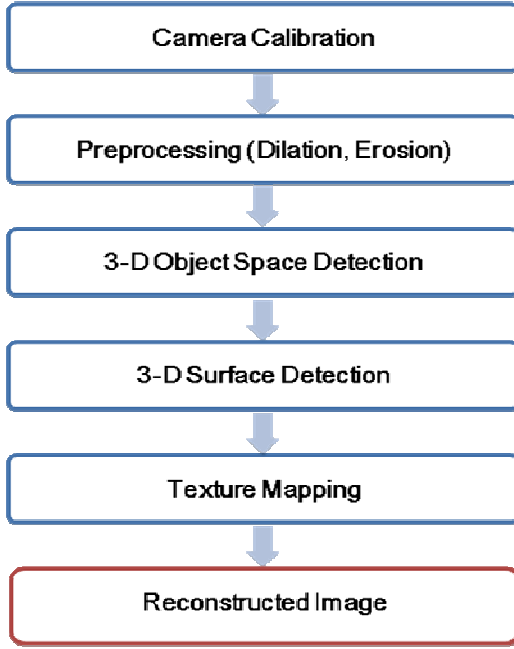 Camera Calibration
Preprocessing (Dilation, Erosion)
3-D Object Space Detection
3-D Surface Detection
Texture Mapping
Reconstructed Image